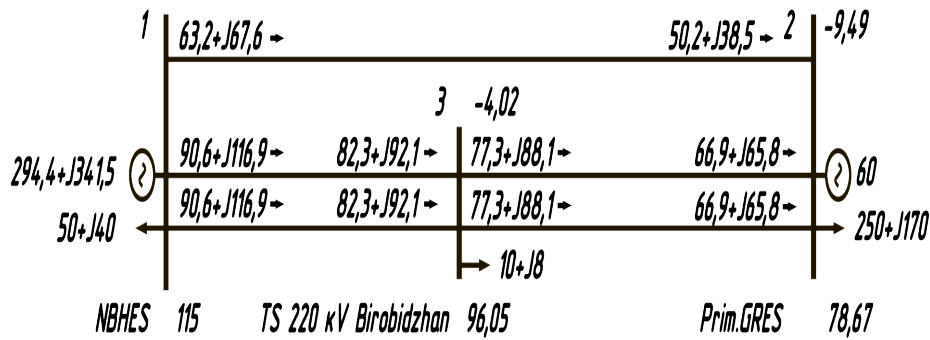 1 63,2+J67,6 50,2+J38,5 2 -9,49
3 -4,02
90,6+J116,9 82,3+J92,1 77,3+J88,1 66,9+J65,8
294,4+J341,5 60
90,6+J116,9 82,3+J92,1 77,3+J88,1 66,9+J65,8
50+J40 250+J170
10+J8
NBHES 115 TS 220 кV Birobidzhan 96,05 Prim.GRES 78,67